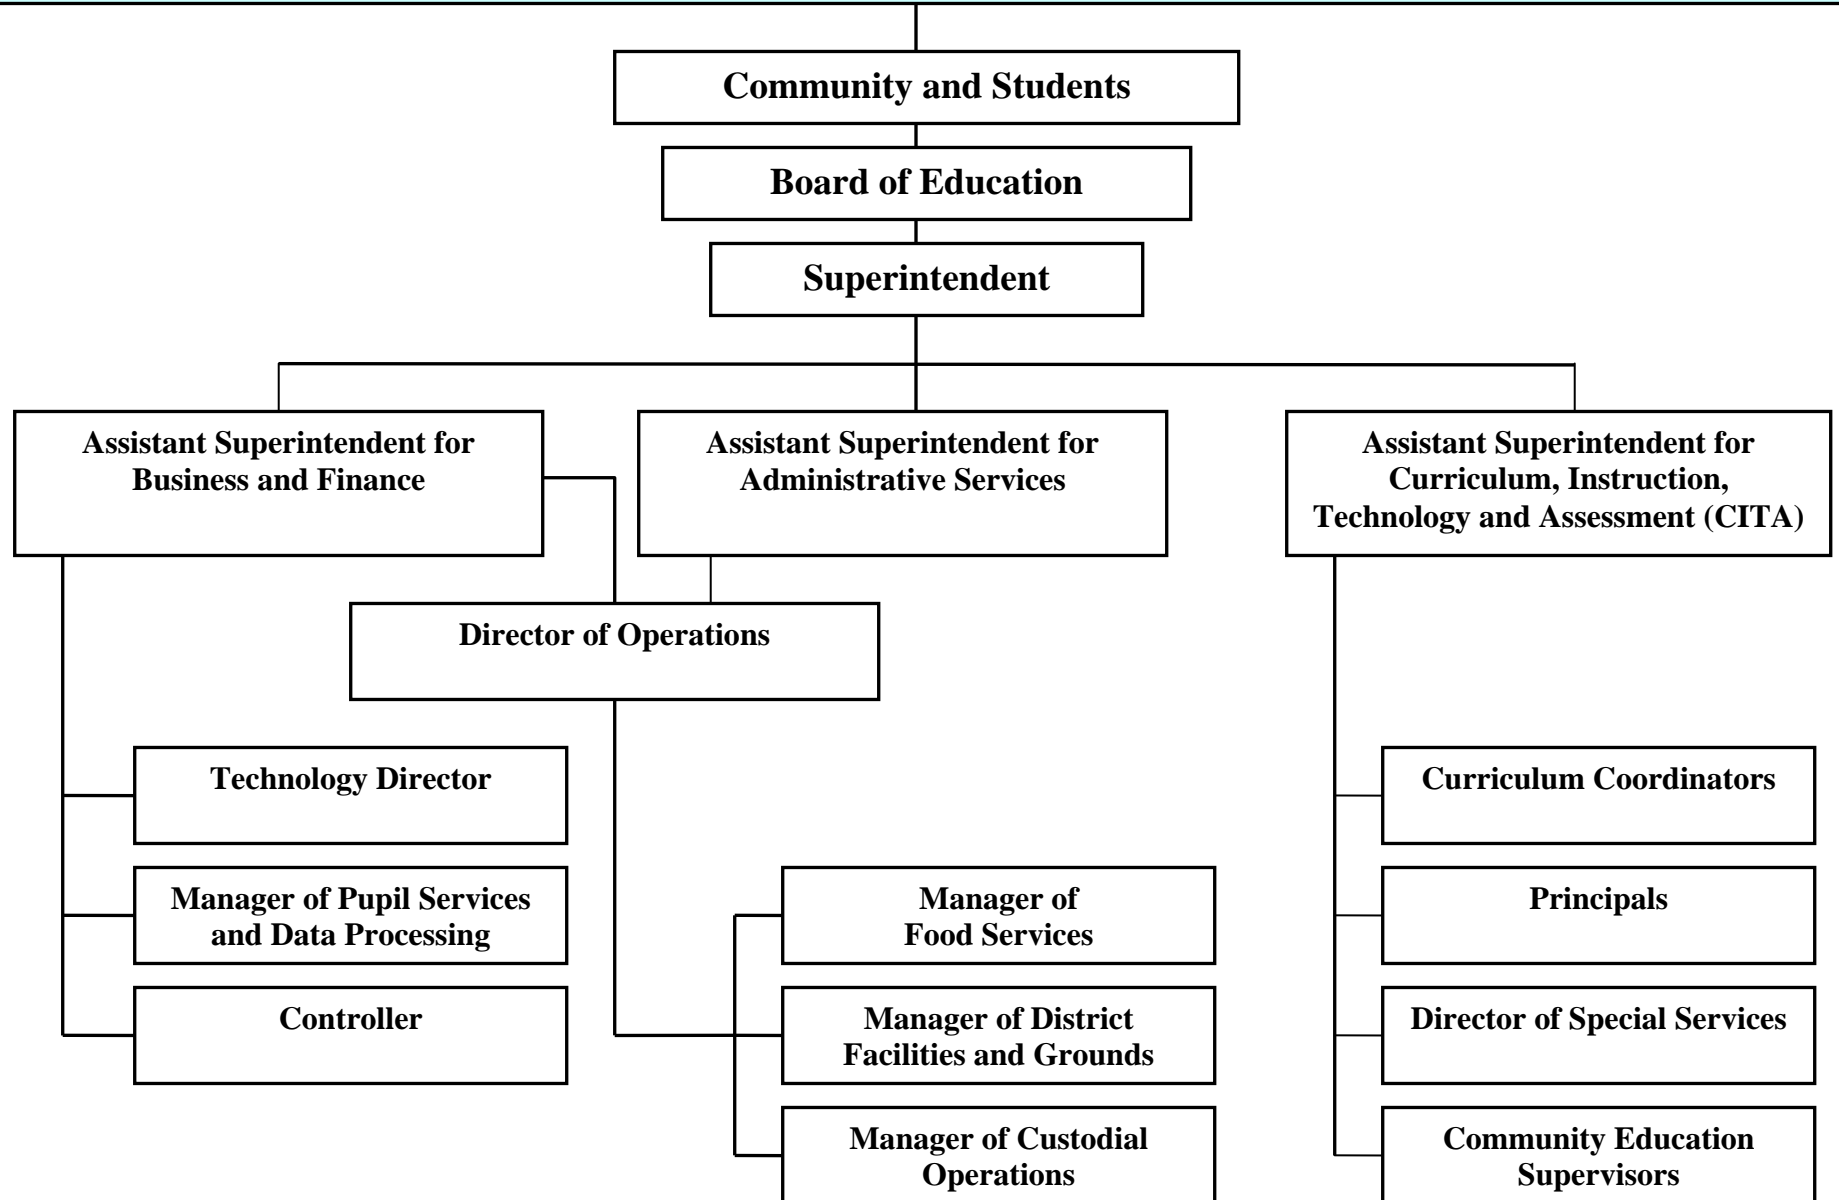 Community and Students
Board of Education
Superintendent
Assistant Superintendent for
Business and Finance
Assistant Superintendent for
Administrative Services
Assistant Superintendent for
Curriculum, Instruction,
Technology and Assessment (CITA)
Director of Operations
Technology Director
Manager of Pupil Services
and Data Processing
Controller
Manager of
Food Services
Manager of District
Facilities and Grounds
Manager of Custodial
Operations
Curriculum Coordinators
Principals
Director of Special Services
Community Education
Supervisors